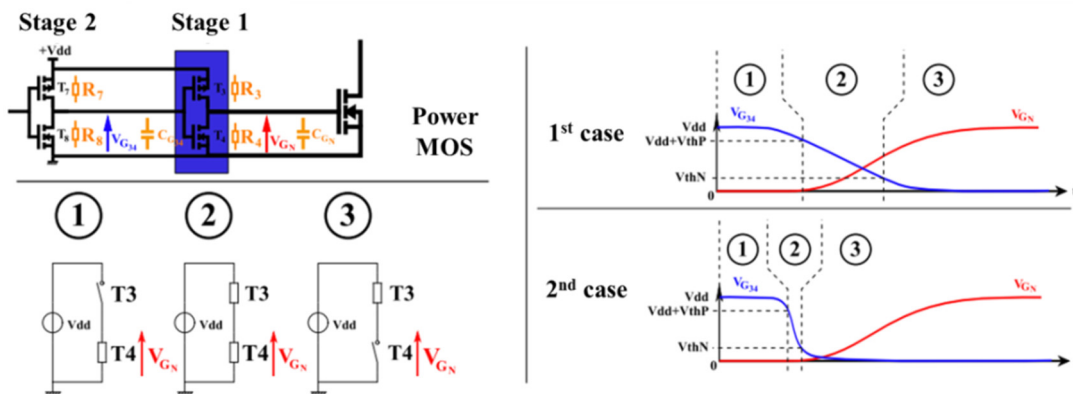 Stage 2 Stage 1
+Vdd
T7 R7 T3 R3
T8 R8 VG34 CG34 T4 R4 VGN CGN
Power
MOS
1 2 3
T3 T3 T3
Vdd Vdd Vdd
T4 VGN T4 VGN T4 VGN
1st case
1 2 3
VG34 VGN
Vdd
Vdd+VthP
VthN
0
2nd case
1 2 3
VG34 VGN
Vdd
Vdd+VthP
VthN
0